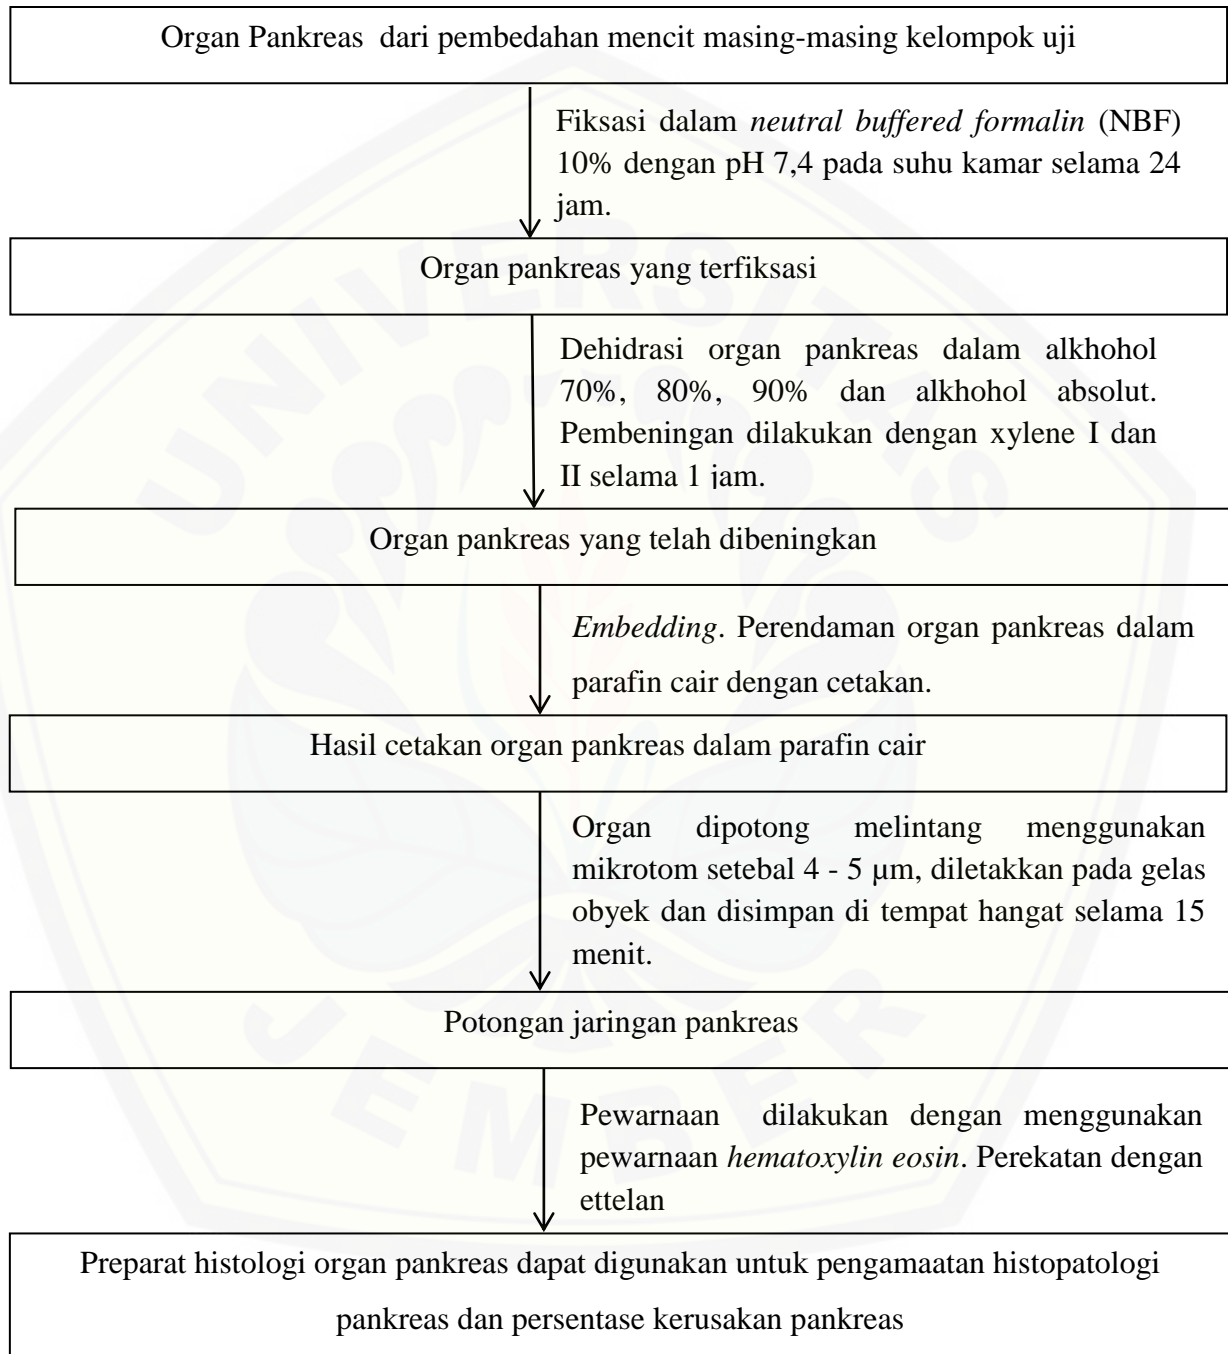 Organ Pankreas dari pembedahan mencit masing-masing kelompok uji
Fiksasi dalam neutral buffered formalin (NBF)
10% dengan pH 7,4 pada suhu kamar selama 24
jam.
Organ pankreas yang terfiksasi
Dehidrasi organ pankreas dalam alkhohol
70%, 80%, 90% dan alkhohol absolut.
Pembeningan dilakukan dengan xylene I dan
II selama 1 jam.
Organ pankreas yang telah dibeningkan
Embedding. Perendaman organ pankreas dalam
parafin cair dengan cetakan.
Hasil cetakan organ pankreas dalam parafin cair
Organ dipotong melintang menggunakan
mikrotom setebal 4 - 5 µm, diletakkan pada gelas
obyek dan disimpan di tempat hangat selama 15
menit.
Potongan jaringan pankreas
Pewarnaan dilakukan dengan menggunakan
pewarnaan hematoxylin eosin. Perekatan dengan
ettelan
Preparat histologi organ pankreas dapat digunakan untuk pengamaatan histopatologi
pankreas dan persentase kerusakan pankreas
UNIVERSITAS
JEMBER